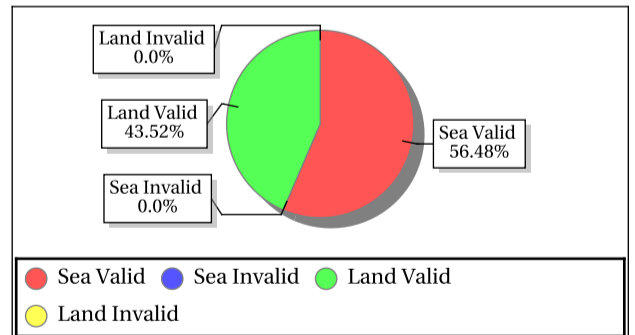 Land Invalid
0.0%
Land Valid
43.52%
Sea Valid
56.48%
Sea Invalid
0.0%
Sea Valid Sea Invalid Land Valid
Land Invalid